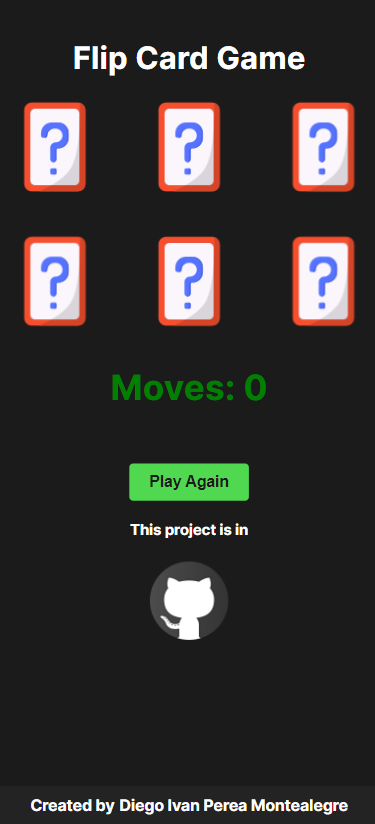 Flip Card Game
? ? ?
? ? ?
Moves: 0
Play Again
This project is in
Created by Diego Ivan Perea Montealegre